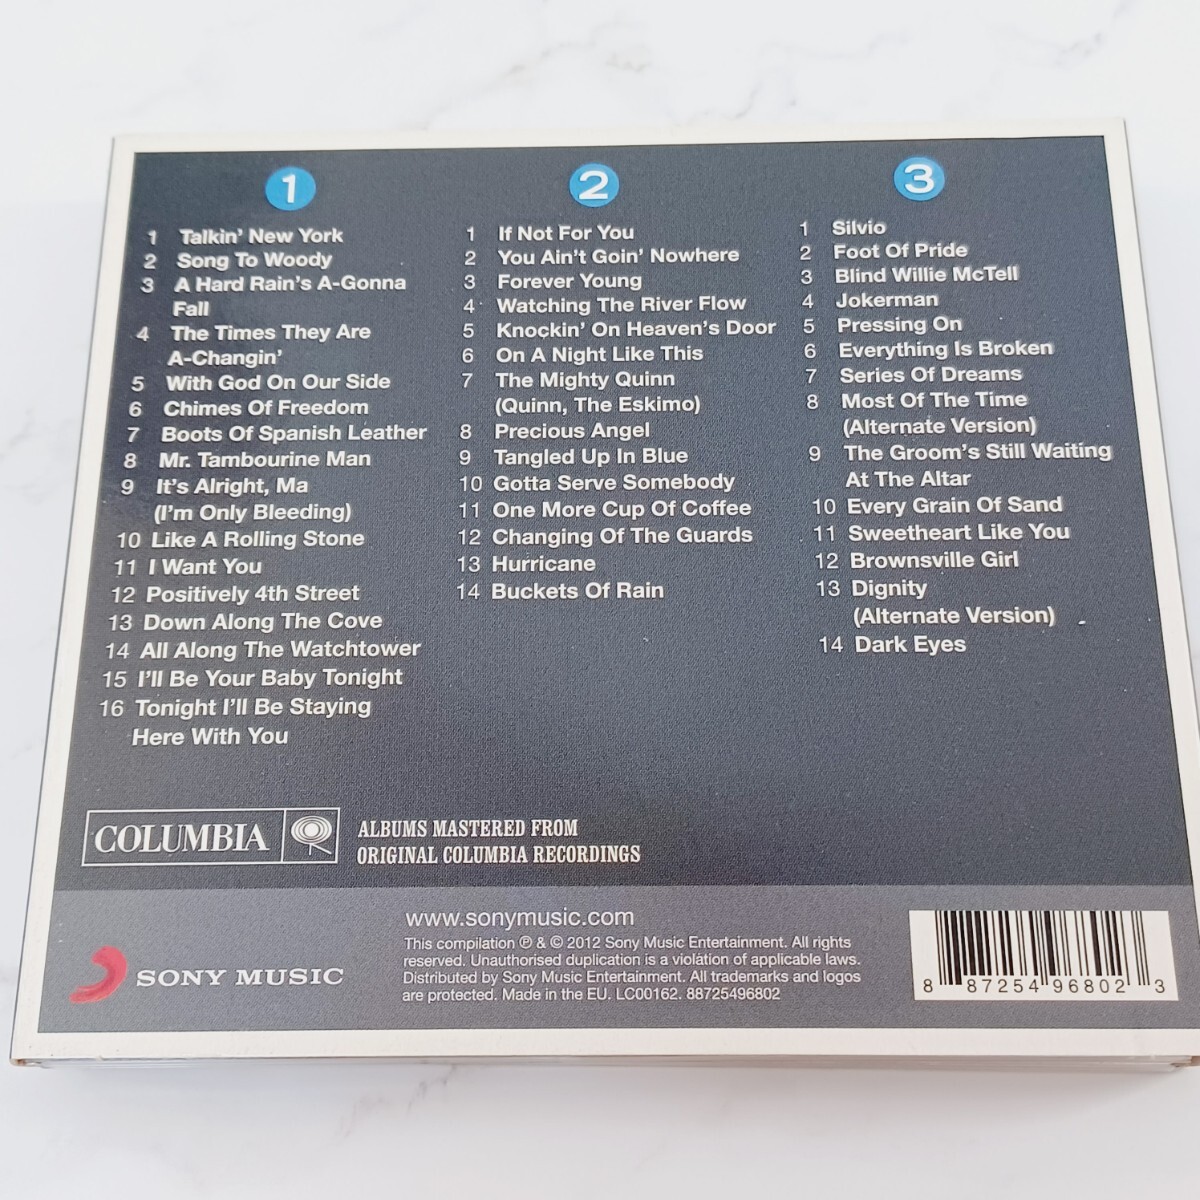 1
1 Talkin' New York
2 Song To Woody
3 A Hard Rain's A-Gonna
Fall
4 The Times They Are
A-Changin'
5 With God On Our Side
6 Chimes Of Freedom
7 Boots Of Spanish Leather
8 Mr. Tambourine Man
9 It's Alright, Ma
(I'm Only Bleeding)
10 Like A Rolling Stone
11 I Want You
12 Positively 4th Street
13 Down Along The Cove
14 All Along The Watchtower
15 I'll Be Your Baby Tonight
16 Tonight I'll Be Staying
Here With You
2
1 If Not For You
2 You Ain't Goin' Nowhere
3 Forever Young
4 Watching The River Flow
5 Knockin' On Heaven's Door
6 On A Night Like This
7 The Mighty Quinn
(Quinn, The Eskimo)
8 Precious Angel
9 Tangled Up In Blue
10 Gotta Serve Somebody
11 One More Cup Of Coffee
12 Changing Of The Guards
13 Hurricane
14 Buckets Of Rain
3
1 Silvio
2 Foot Of Pride
3 Blind Willie McTell
4 Jokerman
5 Pressing On
6 Everything Is Broken
7 Series Of Dreams
8 Most Of The Time
(Alternate Version)
9 The Groom's Still Waiting
At The Altar
10 Every Grain Of Sand
11 Sweetheart Like You
12 Brownsville Girl
13 Dignity
(Alternate Version)
14 Dark Eyes
COLUMBIA
ALBUMS MASTERED FROM
ORIGINAL COLUMBIA RECORDINGS
SONY MUSIC
www.sonymusic.com
This compilation ℗ & © 2012 Sony Music Entertainment. All rights
reserved. Unauthorised duplication is a violation of applicable laws.
Distributed by Sony Music Entertainment. All trademarks and logos
are protected. Made in the EU. LC00162. 88725496802
8 87254 96802 3